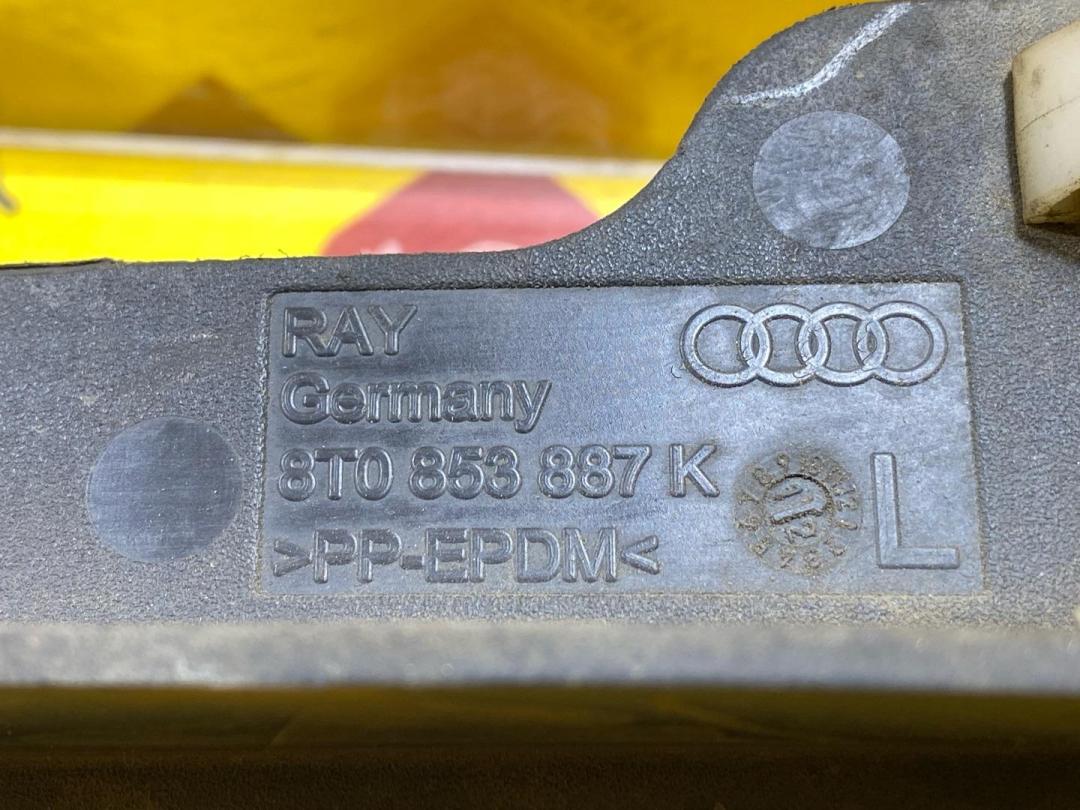 RAY
Germany
8T0 853 887 K
L
>PP-EPDM<